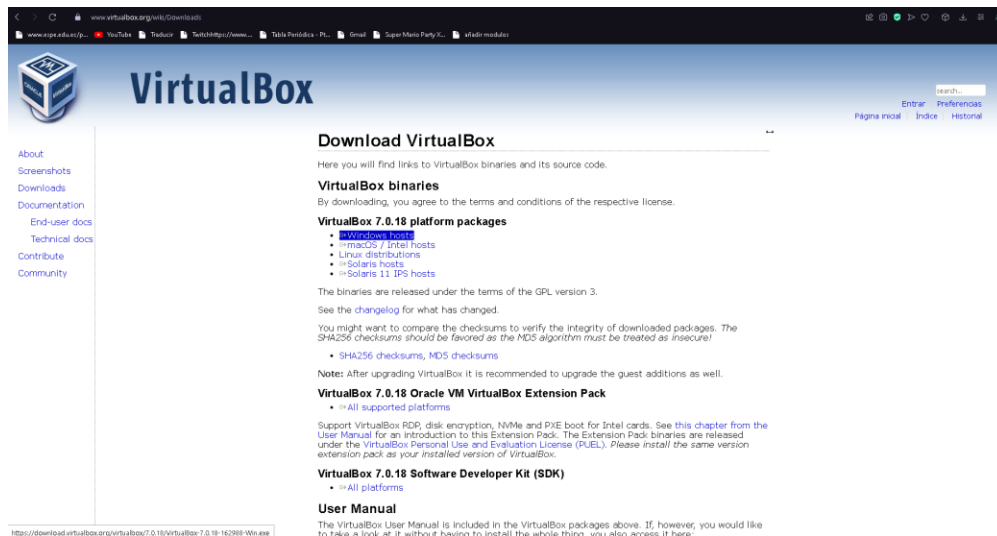 www.virtualbox.org/wiki/Downloads
www.espe.edu.ec/p... YouTube Traducir Twitchhttps://www.... Tabla Periódica - Pt... Gmail Super Mario Party X... añadir modulos
VirtualBox
search...
Entrar Preferencias
Página inicial Índice Historial
About
Screenshots
Downloads
Documentation
End-user docs
Technical docs
Contribute
Community
Download VirtualBox
Here you will find links to VirtualBox binaries and its source code.
VirtualBox binaries
By downloading, you agree to the terms and conditions of the respective license.
VirtualBox 7.0.18 platform packages
Windows hosts
macOS / Intel hosts
Linux distributions
Solaris hosts
Solaris 11 IPS hosts
The binaries are released under the terms of the GPL version 3.
See the changelog for what has changed.
You might want to compare the checksums to verify the integrity of downloaded packages. The
SHA256 checksums should be favored as the MD5 algorithm must be treated as insecure!
SHA256 checksums, MD5 checksums
Note: After upgrading VirtualBox it is recommended to upgrade the guest additions as well.
VirtualBox 7.0.18 Oracle VM VirtualBox Extension Pack
All supported platforms
Support VirtualBox RDP, disk encryption, NVMe and PXE boot for Intel cards. See this chapter from the
User Manual for an introduction to this Extension Pack. The Extension Pack binaries are released
under the VirtualBox Personal Use and Evaluation License (PUEL). Please install the same version
extension pack as your installed version of VirtualBox.
VirtualBox 7.0.18 Software Developer Kit (SDK)
All platforms
User Manual
The VirtualBox User Manual is included in the VirtualBox packages above. If, however, you would like
to take a look at it without having to install the whole thing, you also access it here:
https://download.virtualbox.org/virtualbox/7.0.18/VirtualBox-7.0.18-162988-Win.exe